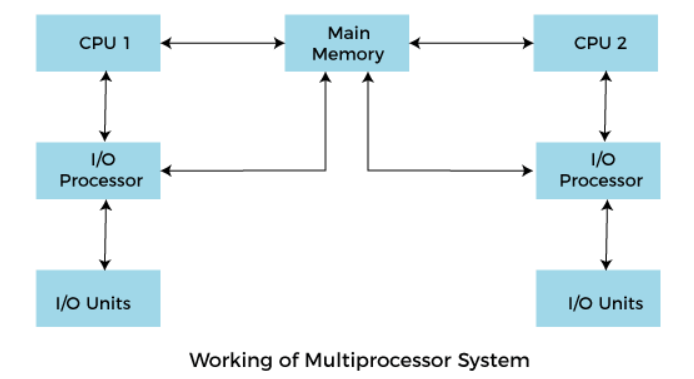 CPU 1
Main
Memory
CPU 2
I/O
Processor
I/O
Processor
I/O Units
I/O Units
Working of Multiprocessor System